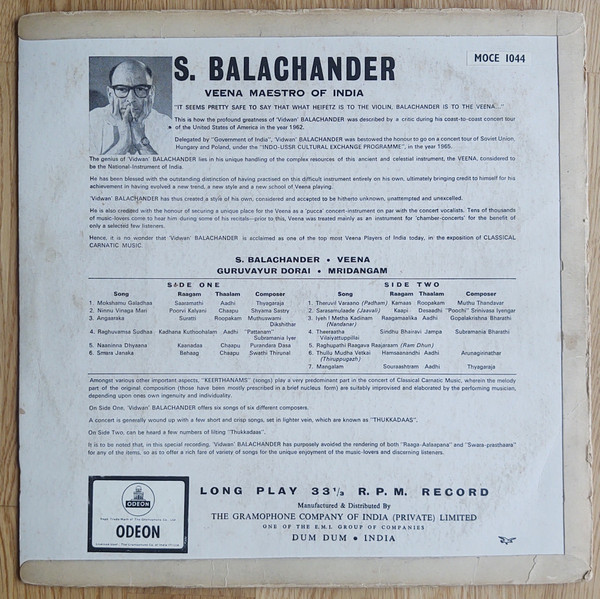 S. BALACHANDER
MOCE 1044
VEENA MAESTRO OF INDIA
"IT SEEMS PRETTY SAFE TO SAY THAT WHAT HEIFETZ IS TO THE VIOLIN, BALACHANDER IS TO THE VEENA..."
This is how the profound greatness of 'Vidwan' BALACHANDER was described by a critic during his coast-to-coast concert tour
of the United States of America in the year 1962.
Delegated by "Government of India", 'Vidwan' BALACHANDER was bestowed the honour to go on a concert tour of Soviet Union,
Hungary and Poland, under the "INDO-USSR CULTURAL EXCHANGE PROGRAMME", in the year 1965.
The genius of 'Vidwan' BALACHANDER lies in his unique handling of the complex resources of this ancient and celestial instrument, the VEENA, considered to
be the National-Instrument of India.
He has been blessed with the outstanding distinction of having practised on this difficult instrument entirely on his own, ultimately bringing credit to himself for his
achievement in having evolved a new trend, a new style and a new school of Veena playing.
'Vidwan' BALACHANDER has thus created a style of his own, considered and accepted to be hitherto unknown, unattempted and unexcelled.
He is also credited with the honour of securing a unique place for the Veena as a 'pucca' concert-instrument on par with the concert vocalists. Tens of thousands
of music-lovers come to hear him during some of his recitals—prior to this, the Veena was treated mainly as an instrument for 'chamber-concerts' for the benefit of
only a selected few listeners.
Hence, it is no wonder that 'Vidwan' BALACHANDER is acclaimed as one of the top most Veena Players of India today, in the exposition of CLASSICAL
CARNATIC MUSIC.
S. BALACHANDER • VEENA
GURUVAYUR DORAI • MRIDANGAM
SIDE ONE
Song Raagam Thaalam Composer
1. Mokshamu Galadhaa Saaramathi Aadhi Thyagaraja
2. Ninnu Vinaga Mari Poorvi Kalyani Chaapu Shyama Sastry
3. Angaaraka Suratti Roopakam Muthuswami
Dikshithar
4. Raghuvamsa Sudhaa Kadhana Kuthoohalam Aadhi "Pattanam"
Subramania Iyer
5. Naaninna Dhyana Kaanadaa Chaapu Purandara Dasa
6. Smara Janaka Behaag Chaapu Swathi Thirunal
SIDE TWO
Song Raagam Thaalam Composer
1. Theruvil Varaano (Padham) Kamaas Roopakam Muthu Thandavar
2. Sarasamulaade (Jaavali) Kaapi Desaadhi "Poochi" Srinivasa Iyengar
3. Iyeh! Metha Kadinam Raagamaalika Aadhi Gopalakrishna Bharathi
(Nandanar)
4. Theeraatha Sindhu Bhairavi Jampa Subramania Bharathi
'Vilaiyattuppillai
5. Raghupathi Raagava Raajaraam (Ram Dhun)
6. Thullu Mudha Vetkai Hamsaanandhi Aadhi Arunagirinathar
(Thiruppugezh)
7. Mangalam Souraashtram Aadhi Thyagaraja
Amongst various other important aspects, "KEERTHANAMS" (songs) play a very predominant part in the concert of Classical Carnatic Music, wherein the melody
part of the original composition (those have been mostly prescribed in a brief nucleus form) are suitably improvised and elaborated by the performing musician,
depending upon ones own ingenuity and individuality.
On Side One, 'Vidwan' BALACHANDER offers six songs of six different composers.
A concert is generally wound up with a few short and crisp songs, set in lighter vein, which are known as "THUKKADAAS".
On Side Two, can be heard a few numbers of lilting "Thukkadaas".
It is to be noted that, in this special recording, 'Vidwan' BALACHANDER has purposely avoided the rendering of both "Raaga-Aalaapana" and "Swara-prasthaara"
for any of the items, so as to offer a rich fare of several variety of songs for the unique enjoyment of the music-lovers and discerning listeners.
ODEON
ODEON
LONG PLAY 33⅓ R.P.M. RECORD
Manufactured & Distributed By
THE GRAMOPHONE COMPANY OF INDIA (PRIVATE) LIMITED
ONE OF THE E.M.I. GROUP OF COMPANIES
DUM DUM • INDIA